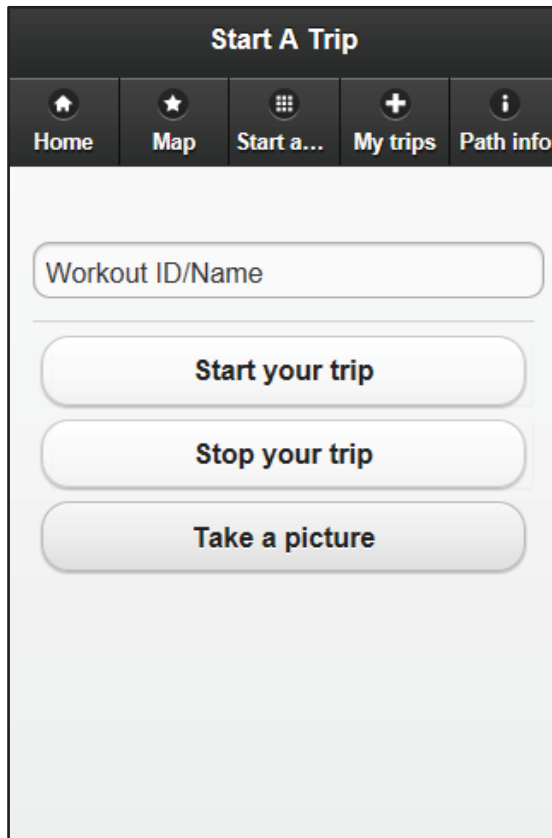 Start A Trip
Home Map Start a... My trips Path info
Workout ID/Name
Start your trip
Stop your trip
Take a picture